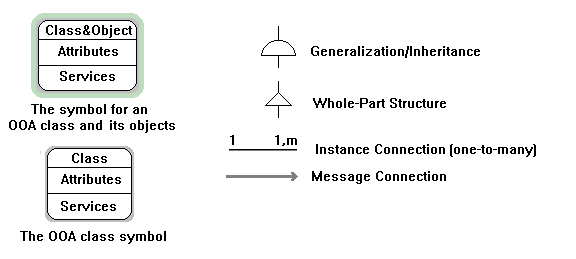 Class&Object
Attributes
Services
The symbol for an
OOA class and its objects
Class
Attributes
Services
The OOA class symbol
Generalization/Inheritance
Whole-Part Structure
1 1,m Instance Connection (one-to-many)
Message Connection